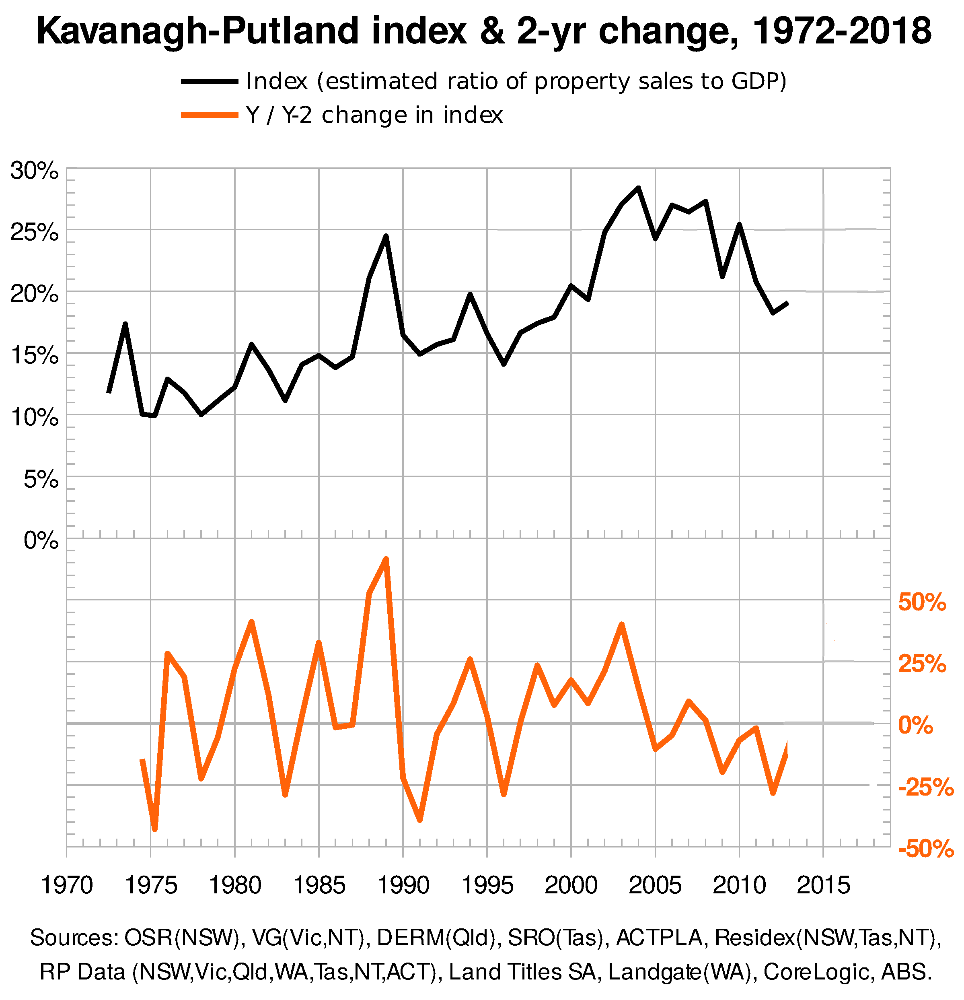 Kavanagh-Putland index & 2-yr change, 1972-2018
Index (estimated ratio of property sales to GDP)
Y / Y-2 change in index
30%
25%
20%
15%
10%
5%
0%
50%
25%
0%
-25%
-50%
1970 1975 1980 1985 1990 1995 2000 2005 2010 2015
Sources: OSR(NSW), VG(Vic,NT), DERM(Qld), SRO(Tas), ACTPLA, Residex(NSW,Tas,NT),
RP Data (NSW,Vic,Qld,WA,Tas,NT,ACT), Land Titles SA, Landgate(WA), CoreLogic, ABS.